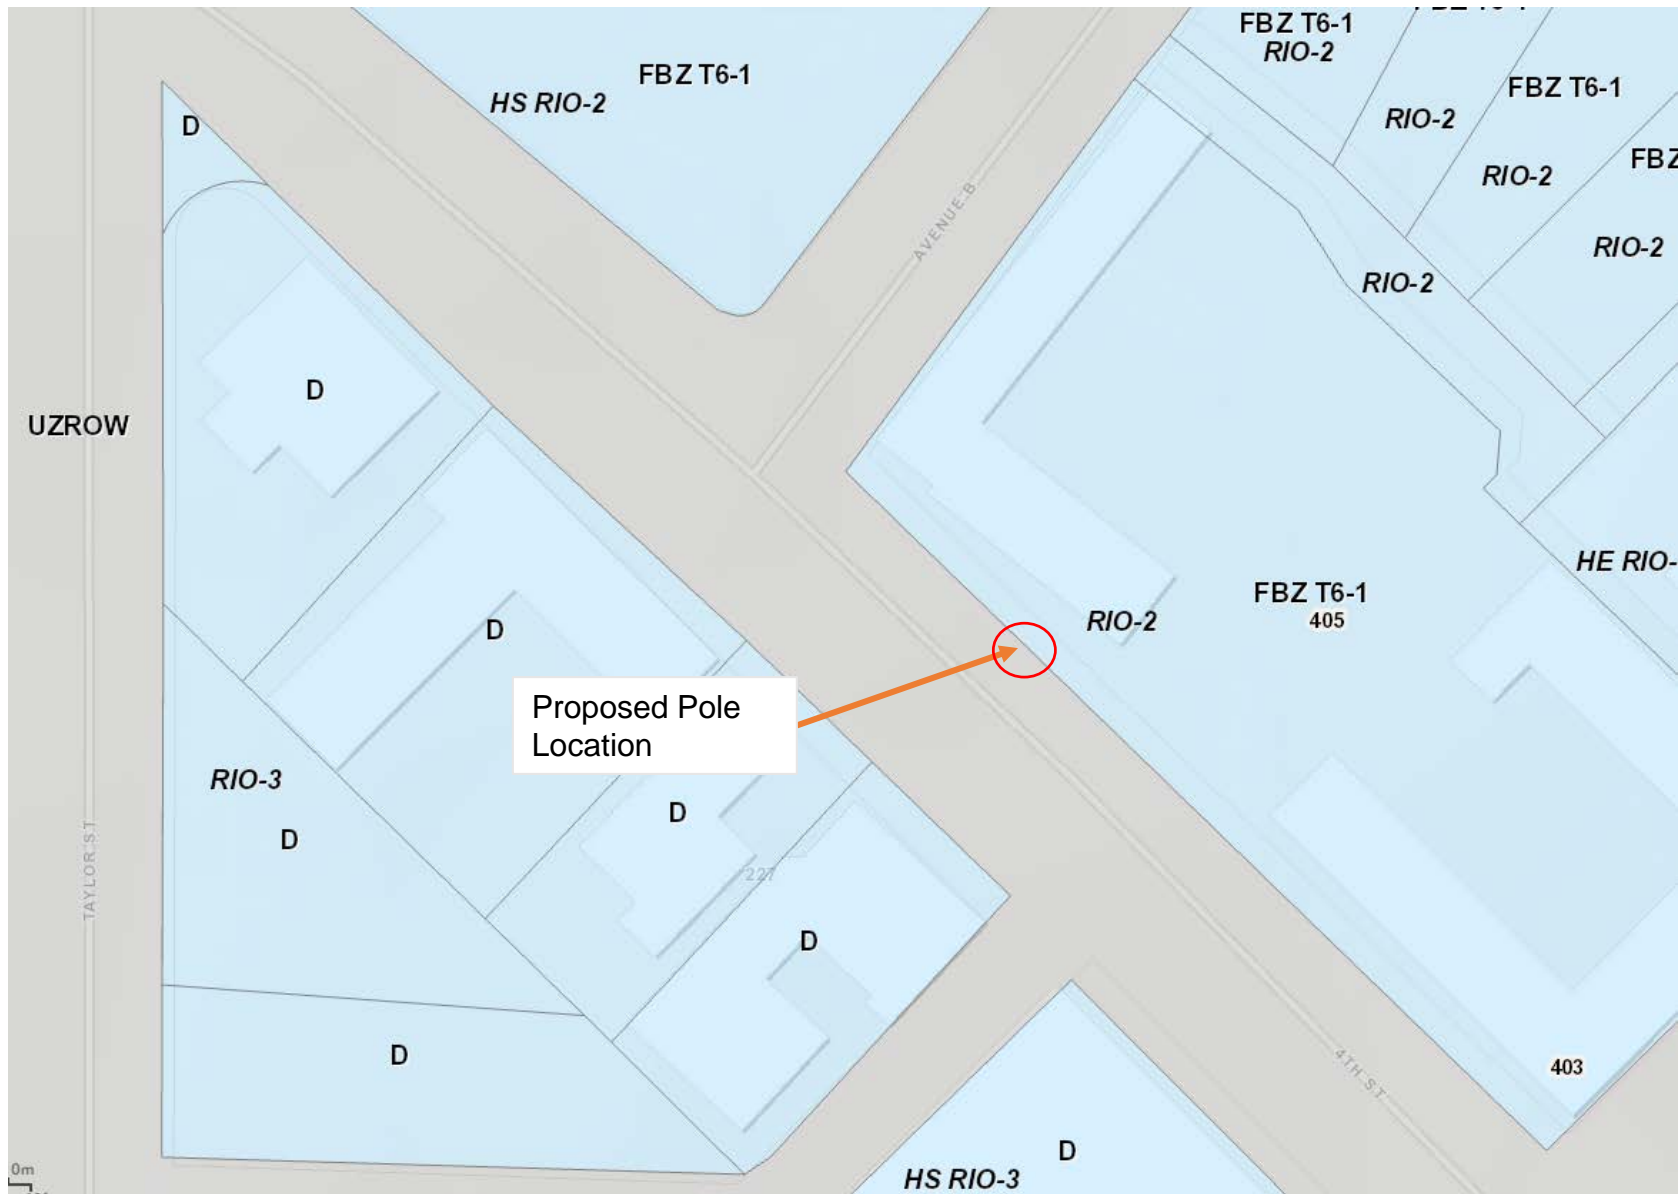 FBZ T6-1
RIO-2
FBZ T6-1
HS RIO-2
FBZ T6-1
RIO-2
D
FBZ
RIO-2
AVENUE B
RIO-2
RIO-2
D
UZROW
HE RIO-
FBZ T6-1
405
RIO-2
D
Proposed Pole
Location
RIO-3
D
D
TAYLOR ST
227
D
D
4TH ST
403
D
HS RIO-3
0m